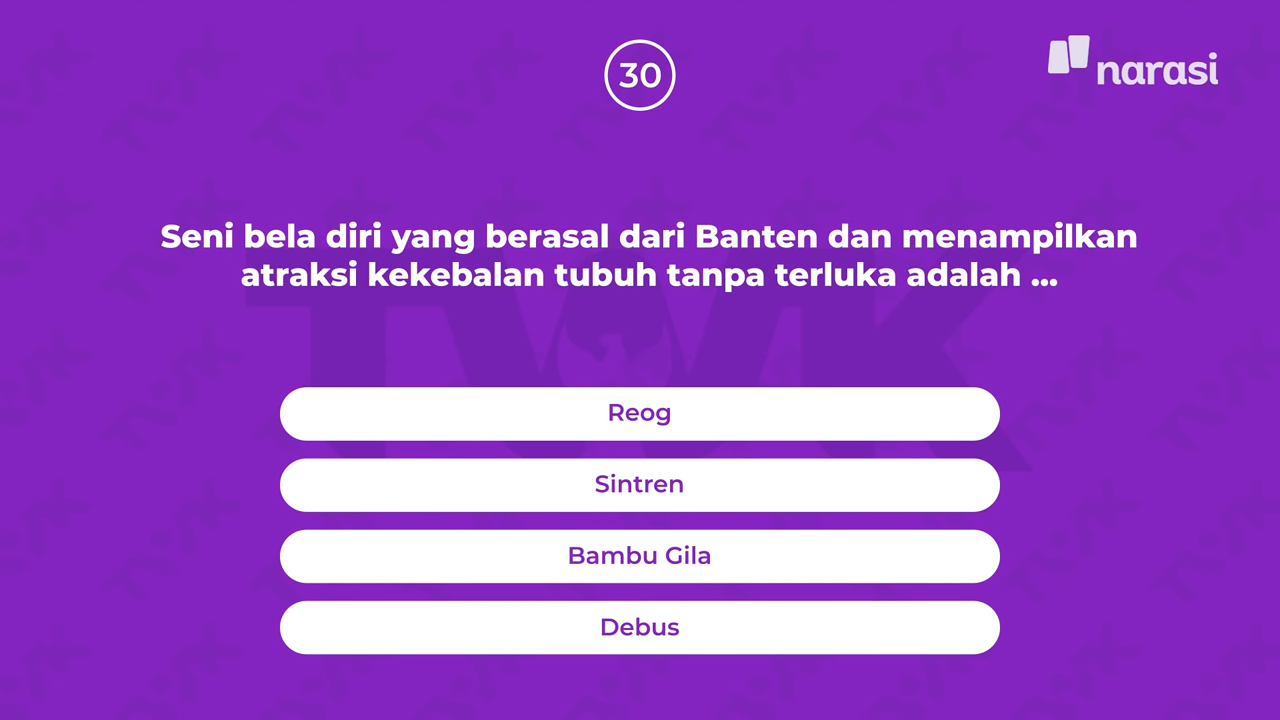 30
narasi
Seni bela diri yang berasal dari Banten dan menampilkan
atraksi kekebalan tubuh tanpa terluka adalah ...
TWK
Reog
Sintren
Bambu Gila
Debus